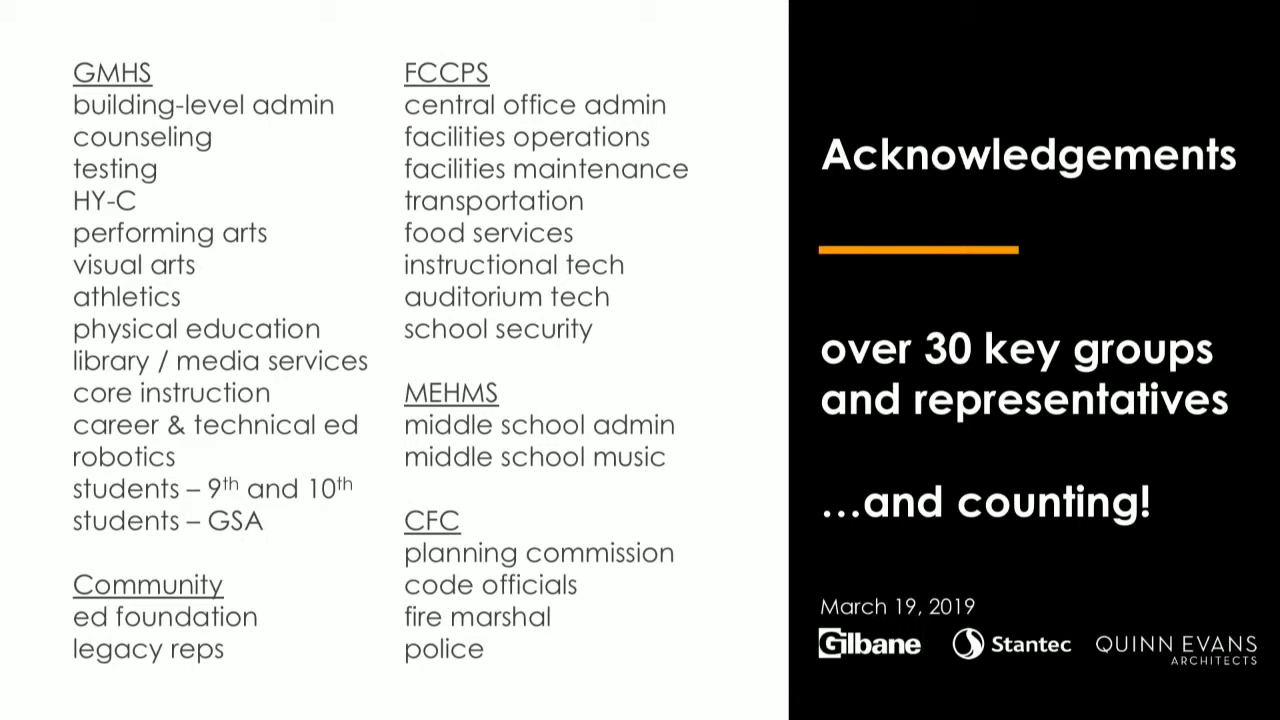 GMHS
building-level admin
counseling
testing
HY-C
performing arts
visual arts
athletics
physical education
library / media services
core instruction
career & technical ed
robotics
students – 9th and 10th
students – GSA
Community
ed foundation
legacy reps
FCCPS
central office admin
facilities operations
facilities maintenance
transportation
food services
instructional tech
auditorium tech
school security
MEHMS
middle school admin
middle school music
CFC
planning commission
code officials
fire marshal
police
Acknowledgements
over 30 key groups
and representatives
…and counting!
March 19, 2019
Gilbane
Stantec
QUINN EVANS
ARCHITECTS